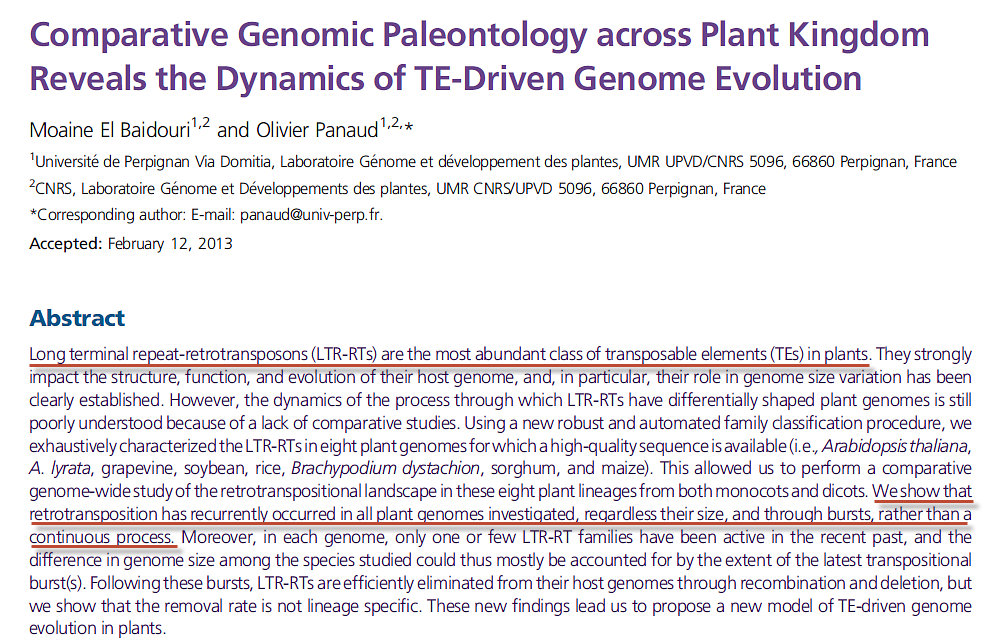 Comparative Genomic Paleontology across Plant Kingdom
Reveals the Dynamics of TE-Driven Genome Evolution
Moaine El Baidouri1,2 and Olivier Panaud1,2,*
1Université de Perpignan Via Domitia, Laboratoire Génome et développement des plantes, UMR UPVD/CNRS 5096, 66860 Perpignan, France
2CNRS, Laboratoire Génome et Développements des plantes, UMR CNRS/UPVD 5096, 66860 Perpignan, France
*Corresponding author: E-mail: panaud@univ-perp.fr.
Accepted: February 12, 2013
Abstract
Long terminal repeat-retrotransposons (LTR-RTs) are the most abundant class of transposable elements (TEs) in plants. They strongly
impact the structure, function, and evolution of their host genome, and, in particular, their role in genome size variation has been
clearly established. However, the dynamics of the process through which LTR-RTs have differentially shaped plant genomes is still
poorly understood because of a lack of comparative studies. Using a new robust and automated family classification procedure, we
exhaustively characterized the LTR-RTs in eight plant genomes for which a high-quality sequence is available (i.e., Arabidopsis thaliana,
A. lyrata, grapevine, soybean, rice, Brachypodium dystachion, sorghum, and maize). This allowed us to perform a comparative
genome-wide study of the retrotranspositional landscape in these eight plant lineages from both monocots and dicots. We show that
retrotransposition has recurrently occurred in all plant genomes investigated, regardless their size, and through bursts, rather than a
continuous process. Moreover, in each genome, only one or few LTR-RT families have been active in the recent past, and the
difference in genome size among the species studied could thus mostly be accounted for by the extent of the latest transpositional
burst(s). Following these bursts, LTR-RTs are efficiently eliminated from their host genomes through recombination and deletion, but
we show that the removal rate is not lineage specific. These new findings lead us to propose a new model of TE-driven genome
evolution in plants.